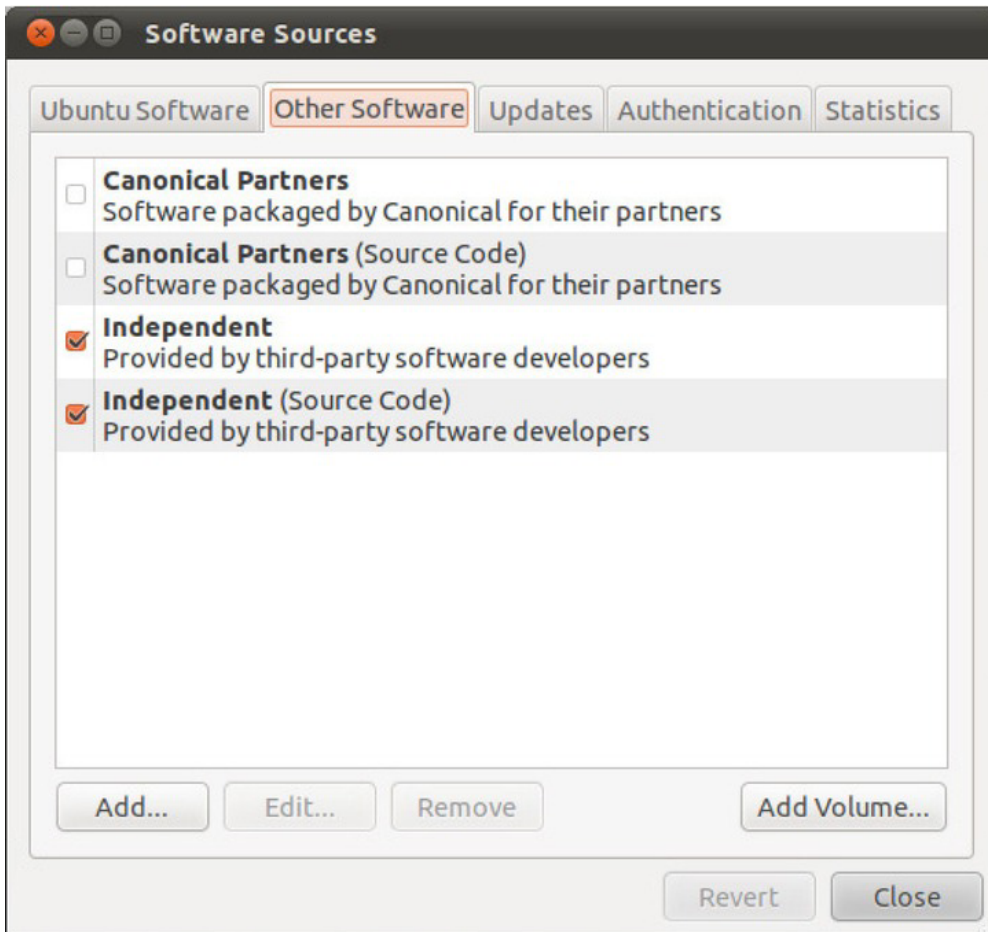 Software Sources
Ubuntu Software Other Software Updates Authentication Statistics
Canonical Partners
Software packaged by Canonical for their partners
Canonical Partners (Source Code)
Software packaged by Canonical for their partners
Independent
Provided by third-party software developers
Independent (Source Code)
Provided by third-party software developers
Add... Edit... Remove Add Volume...
Revert Close